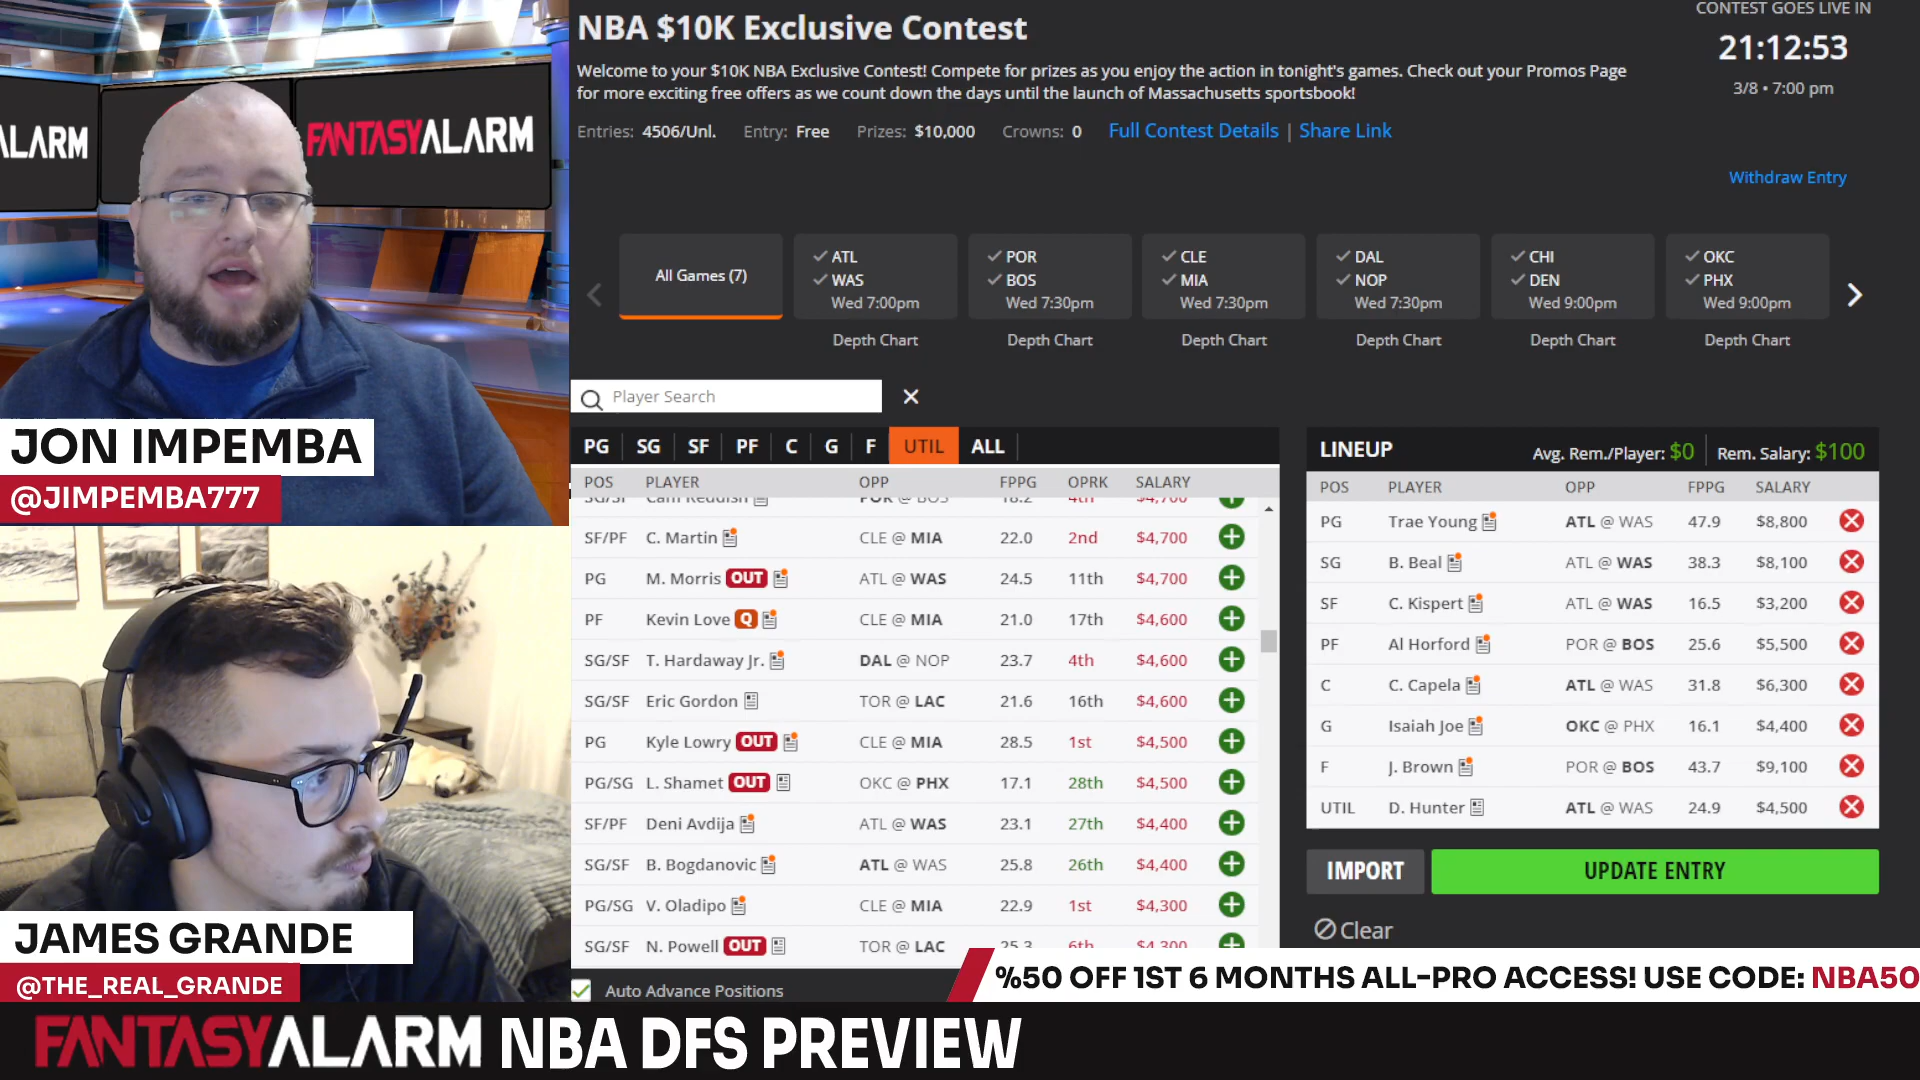 NBA $10K Exclusive Contest
Welcome to your $10K NBA Exclusive Contest! Compete for prizes as you enjoy the action in tonight's games. Check out your Promos Page
for more exciting free offers as we count down the days until the launch of Massachusetts sportsbook!
Entries: 4506/Unl. Entry: Free Prizes: $10,000 Crowns: 0 Full Contest Details | Share Link
CONTEST GOES LIVE IN
21:12:53
3/8 • 7:00 pm
Withdraw Entry
All Games (7)
ATL
WAS
Wed 7:00pm
Depth Chart
POR
BOS
Wed 7:30pm
Depth Chart
CLE
MIA
Wed 7:30pm
Depth Chart
DAL
NOP
Wed 7:30pm
Depth Chart
CHI
DEN
Wed 9:00pm
Depth Chart
OKC
PHX
Wed 9:00pm
Depth Chart
Player Search
PG SG SF PF C G F UTIL ALL
POS PLAYER OPP FPPG OPRK SALARY
SG/SF Cam Reddish POR @ BOS 18.2 4th $4,700
SF/PF C. Martin CLE @ MIA 22.0 2nd $4,700
PG M. Morris OUT ATL @ WAS 24.5 11th $4,700
PF Kevin Love Q CLE @ MIA 21.0 17th $4,600
SG/SF T. Hardaway Jr. DAL @ NOP 23.7 4th $4,600
SG/SF Eric Gordon TOR @ LAC 21.6 16th $4,600
PG Kyle Lowry OUT CLE @ MIA 28.5 1st $4,500
PG/SG L. Shamet OUT OKC @ PHX 17.1 28th $4,500
SF/PF Deni Avdija ATL @ WAS 23.1 27th $4,400
SG/SF B. Bogdanovic ATL @ WAS 25.8 26th $4,400
PG/SG V. Oladipo CLE @ MIA 22.9 1st $4,300
SG/SF N. Powell OUT TOR @ LAC 25.3 6th $4,300
Auto Advance Positions
LINEUP Avg. Rem./Player: $0 Rem. Salary: $100
POS PLAYER OPP FPPG SALARY
PG Trae Young ATL @ WAS 47.9 $8,800
SG B. Beal ATL @ WAS 38.3 $8,100
SF C. Kispert ATL @ WAS 16.5 $3,200
PF Al Horford POR @ BOS 25.6 $5,500
C C. Capela ATL @ WAS 31.8 $6,300
G Isaiah Joe OKC @ PHX 16.1 $4,400
F J. Brown POR @ BOS 43.7 $9,100
UTIL D. Hunter ATL @ WAS 24.9 $4,500
IMPORT UPDATE ENTRY
Clear
ALARM
FANTASYALARM
JON IMPEMBA
@JIMPEMBA777
JAMES GRANDE
@THE_REAL_GRANDE
%50 OFF 1ST 6 MONTHS ALL-PRO ACCESS! USE CODE: NBA50
FANTASYALARM NBA DFS PREVIEW